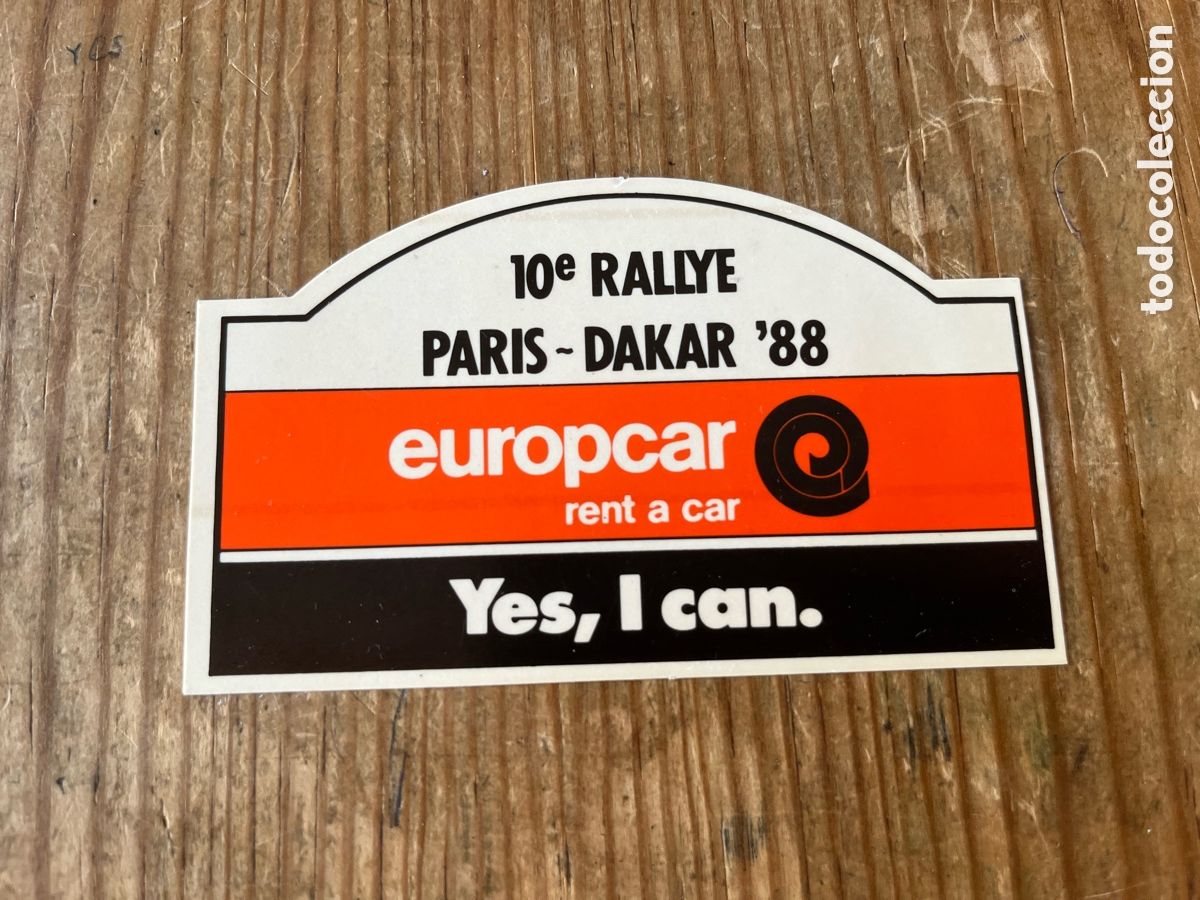 10e RALLYE
PARIS ~ DAKAR '88
europcar
rent a car
Yes, I can.
todocoleccion